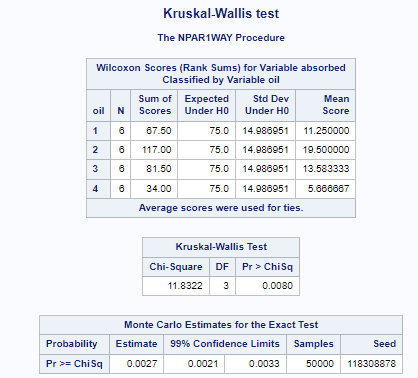 Kruskal-Wallis test
The NPAR1WAY Procedure
Wilcoxon Scores (Rank Sums) for Variable absorbed
Classified by Variable oil
oil N Sum of Scores Expected Under H0 Std Dev Under H0 Mean Score
1 6 67.50 75.0 14.986951 11.250000
2 6 117.00 75.0 14.986951 19.500000
3 6 81.50 75.0 14.986951 13.583333
4 6 34.00 75.0 14.986951 5.666667
Average scores were used for ties.
Kruskal-Wallis Test
Chi-Square DF Pr > ChiSq
11.8322 3 0.0080
Monte Carlo Estimates for the Exact Test
Probability Estimate 99% Confidence Limits Samples Seed
Pr >= ChiSq 0.0027 0.0021 0.0033 50000 118308878